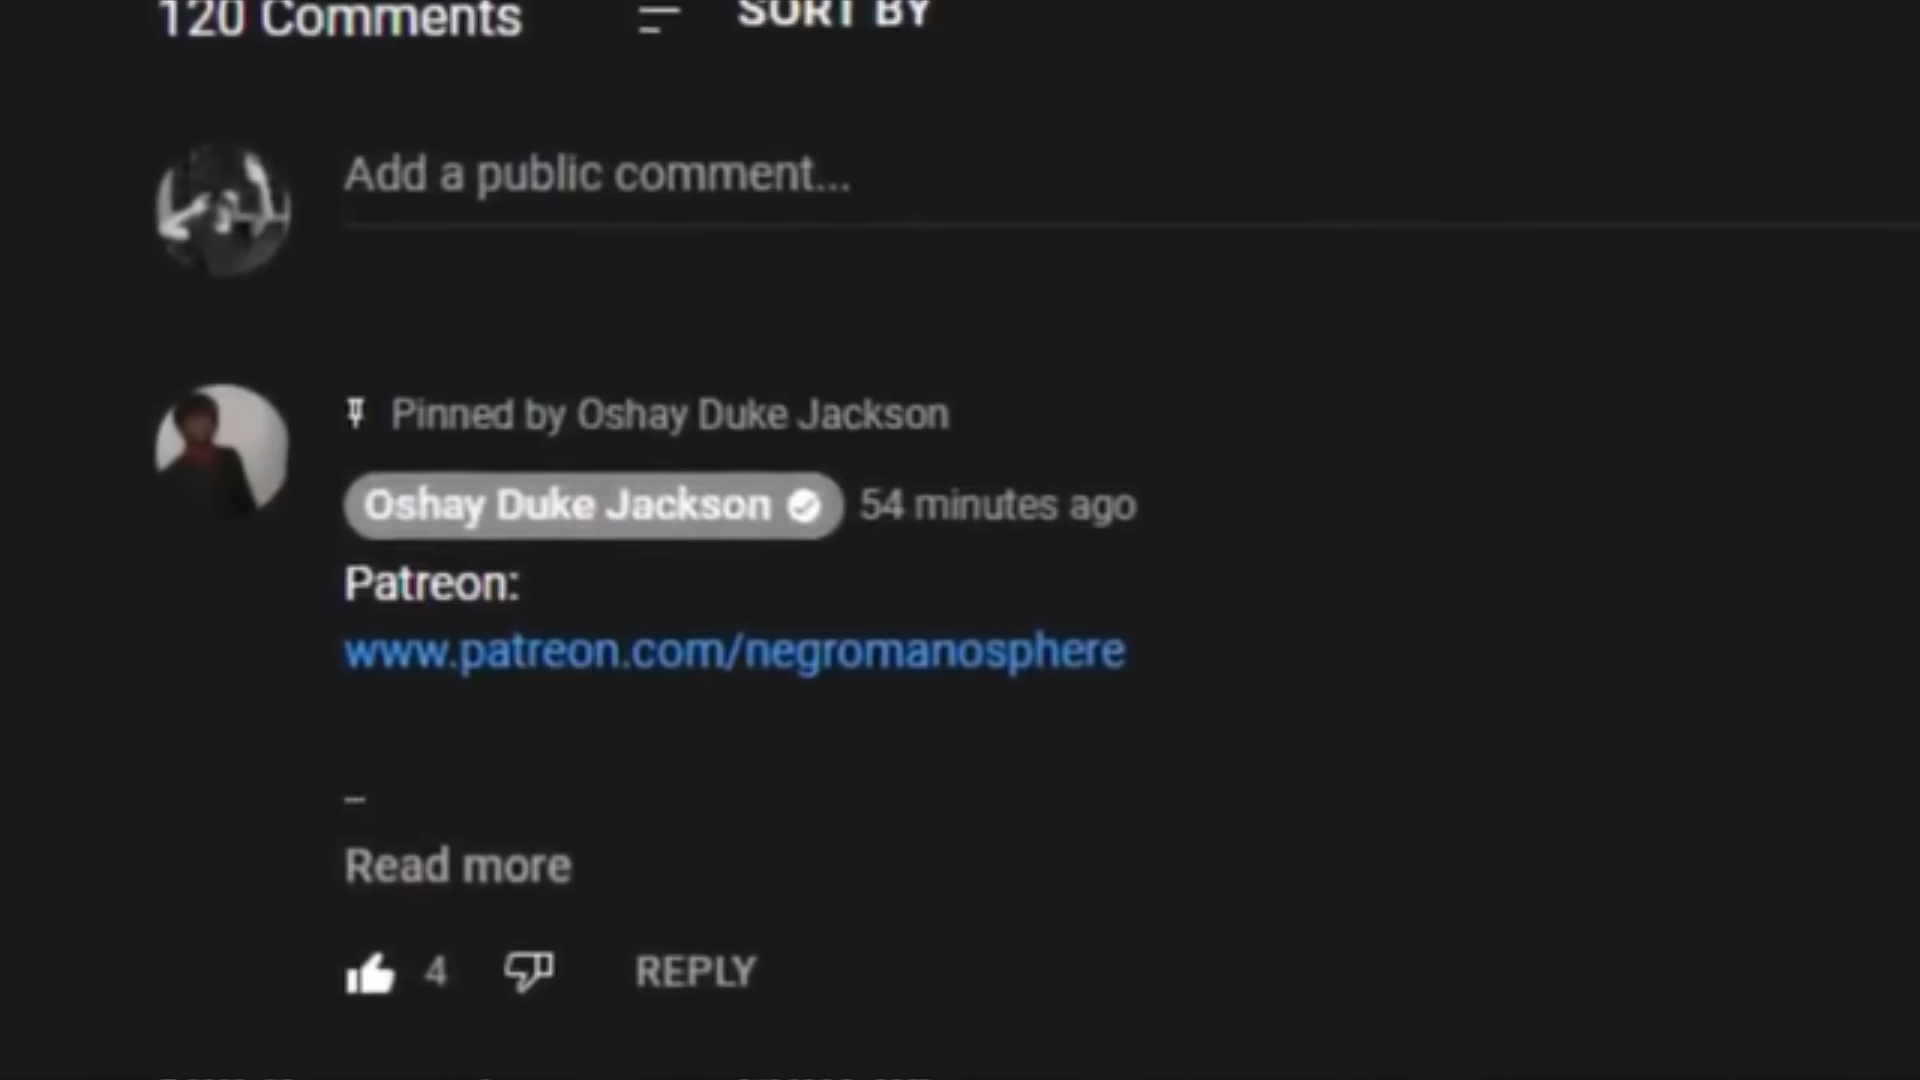 120 Comments
SORT BY
Add a public comment...
Pinned by Oshay Duke Jackson
Oshay Duke Jackson 54 minutes ago
Patreon:
www.patreon.com/negromanosphere
--
Read more
4
REPLY